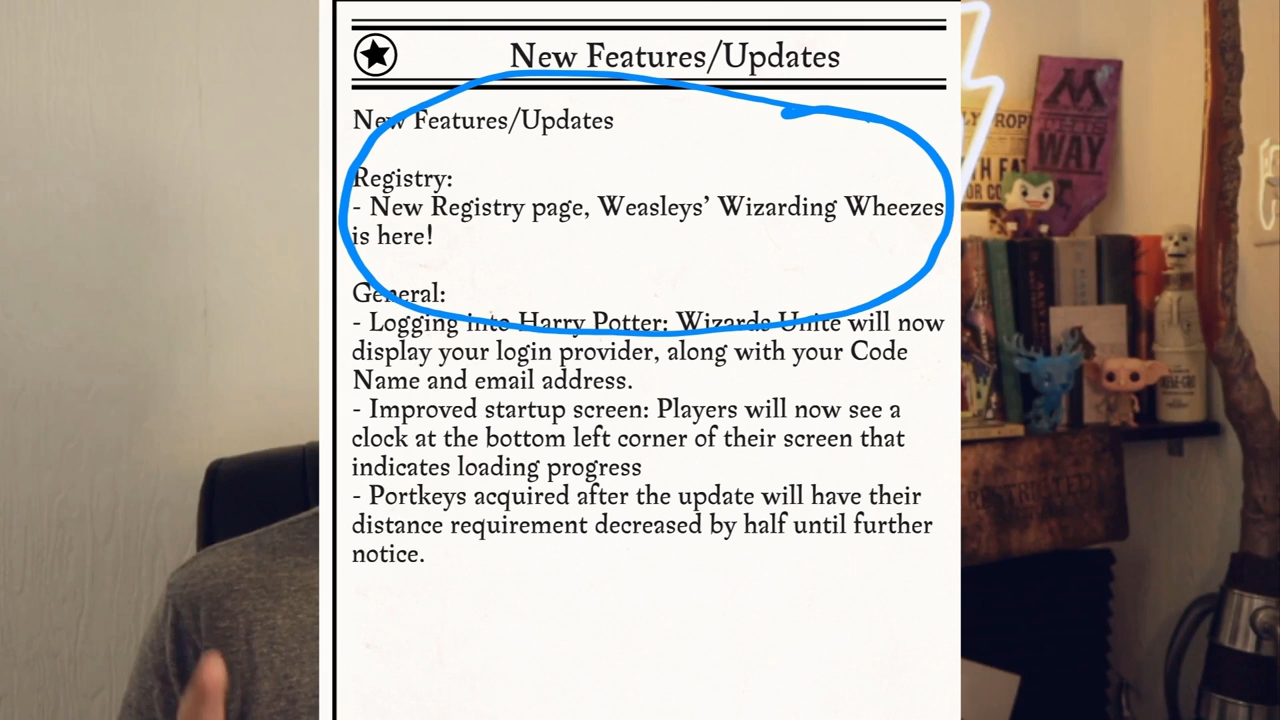 New Features/Updates
New Features/Updates
Registry:
- New Registry page, Weasleys’ Wizarding Wheezes
is here!
General:
- Logging into Harry Potter: Wizards Unite will now
display your login provider, along with your Code
Name and email address.
- Improved startup screen: Players will now see a
clock at the bottom left corner of their screen that
indicates loading progress
- Portkeys acquired after the update will have their
distance requirement decreased by half until further
notice.
M
WAY